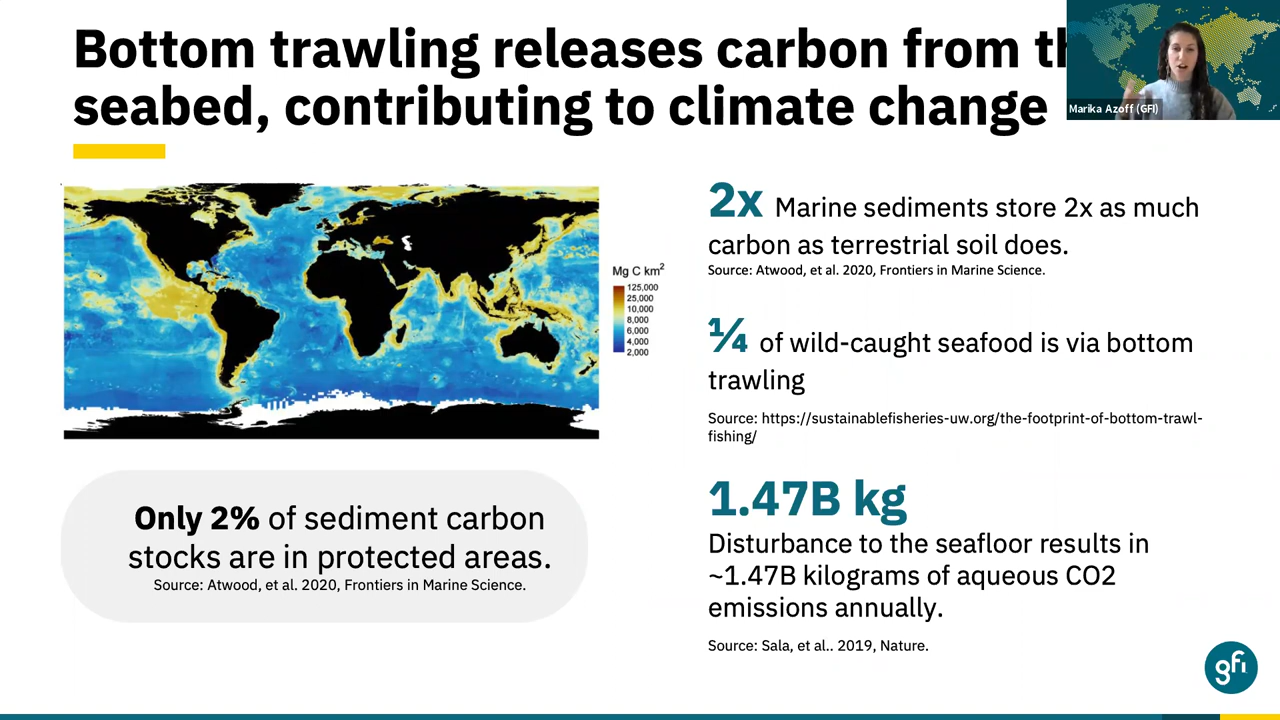 Bottom trawling releases carbon from
seabed, contributing to climate change
Marika Azoff (GFI)
Mg C km²
125,000
25,000
10,000
8,000
6,000
4,000
2,000
Only 2% of sediment carbon
stocks are in protected areas.
Source: Atwood, et al. 2020, Frontiers in Marine Science.
2x Marine sediments store 2x as much
carbon as terrestrial soil does.
Source: Atwood, et al. 2020, Frontiers in Marine Science.
¼ of wild-caught seafood is via bottom
trawling
Source: https://sustainablefisheries-uw.org/the-footprint-of-bottom-trawl-
fishing/
1.47B kg
Disturbance to the seafloor results in
~1.47B kilograms of aqueous CO2
emissions annually.
Source: Sala, et al.. 2019, Nature.
gfi